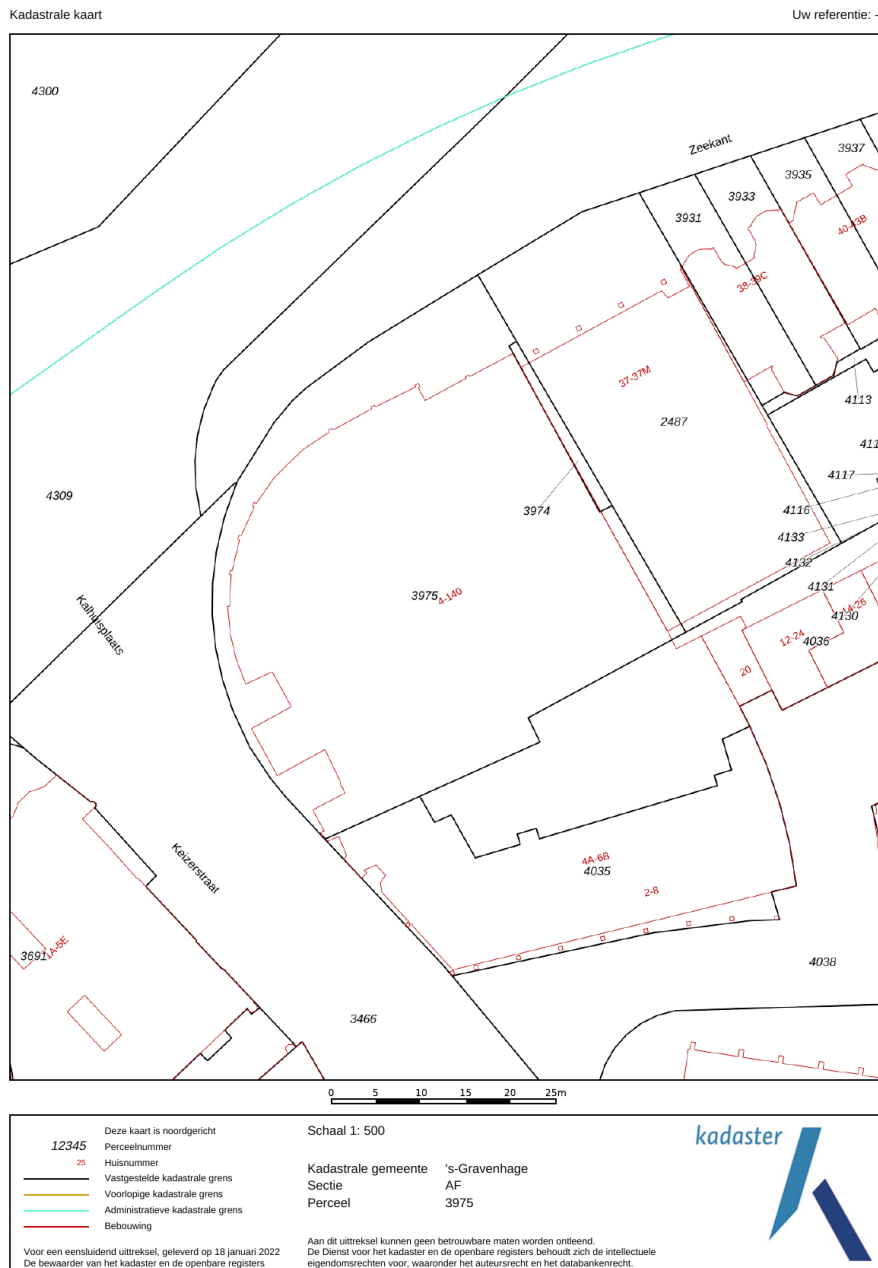 Kadastrale kaart
Uw referentie: -
4300
Zeekant
3937
3935
3933
3931
40-43B
38-39C
37-37M
2487
4113
411
4117
4116
4133
4132
4131
4130
4309
3974
3975
4-140
14-26
12-24
4036
20
Kalhuisplaats
Keizerstraat
4A-6B
4035
2-8
3691
1A-5E
4038
3466
0 5 10 15 20 25m
Deze kaart is noordgericht
12345 Perceelnummer
25 Huisnummer
Vastgestelde kadastrale grens
Voorlopige kadastrale grens
Administratieve kadastrale grens
Bebouwing
Voor een eensluidend uittreksel, geleverd op 18 januari 2022
De bewaarder van het kadaster en de openbare registers
Schaal 1: 500
Kadastrale gemeente 's-Gravenhage
Sectie AF
Perceel 3975
Aan dit uittreksel kunnen geen betrouwbare maten worden ontleend.
De Dienst voor het kadaster en de openbare registers behoudt zich de intellectuele
eigendomsrechten voor, waaronder het auteursrecht en het databankenrecht.
kadaster